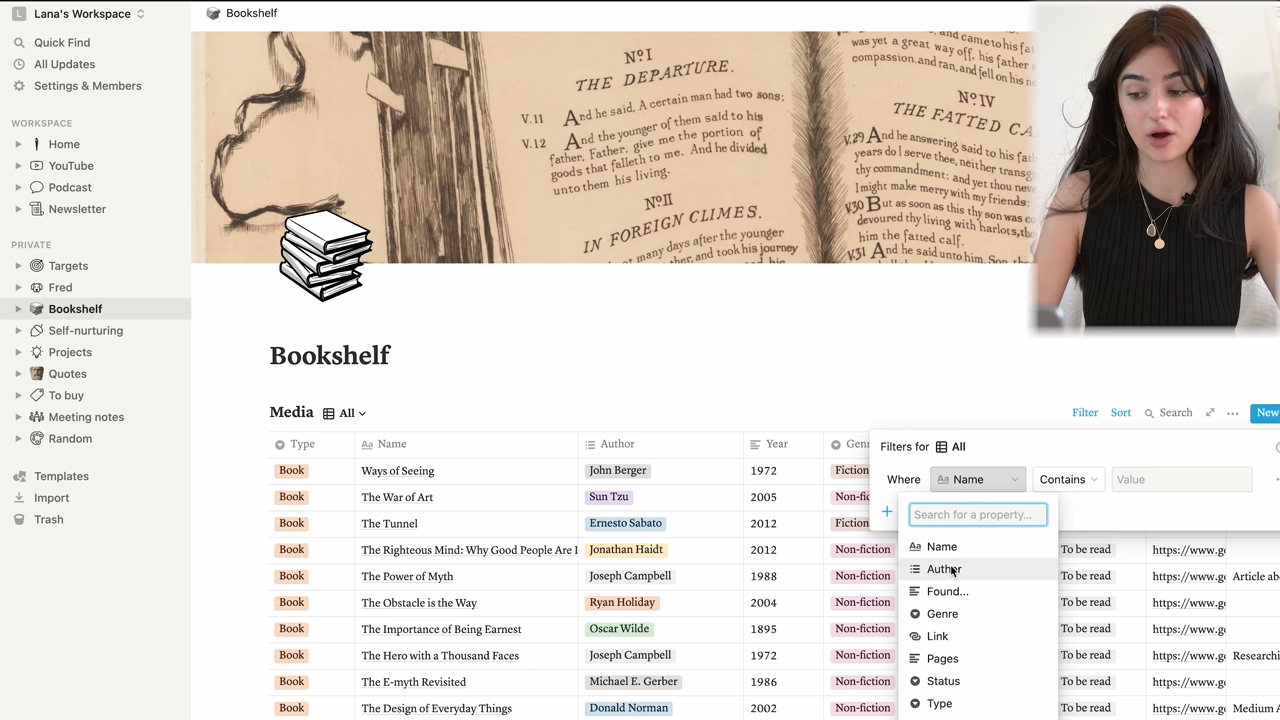 L Lana's Workspace
Quick Find
All Updates
Settings & Members
WORKSPACE
Home
YouTube
Podcast
Newsletter
PRIVATE
Targets
Fred
Bookshelf
Self-nurturing
Projects
Quotes
To buy
Meeting notes
Random
Templates
Import
Trash
Bookshelf
No I
THE DEPARTURE.
V.11 And he said, A certain man had two sons;
V.12 And the younger of them said to his
father, Father, give me the portion of
goods that falleth to me. And he divided
unto them his living.
No II
IN FOREIGN CLIMES.
many days after the younger
took his journey
was yet a great way off, his father
compassion, and ran, and fell on his
No IV
THE FATTED
V.29 And he answering said to his
years do I serve thee, neither
thy commandment: and yet thou
I might make merry with my friends:
V.30 But as soon as this thy son was
devoured thy living with harlots,
him the fatted calf.
V.31 And he said unto him, Son,
Bookshelf
Media All
Filter Sort Search ... New
Type Aa Name Author Year
Book Ways of Seeing John Berger 1972 Fiction
Book The War of Art Sun Tzu 2005
Book The Tunnel Ernesto Sabato 2012 Fiction
Book The Righteous Mind: Why Good People Are Jonathan Haidt 2012 Non-fiction To be read https://www.g
Book The Power of Myth Joseph Campbell 1988 Non-fiction To be read https://www.g Article
Book The Obstacle is the Way Ryan Holiday 2004 Non-fiction To be read https://www.g
Book The Importance of Being Earnest Oscar Wilde 1895 Non-fiction To be read https://www.g
Book The Hero with a Thousand Faces Joseph Campbell 1972 Non-fiction To be read https://www.g
Book The E-myth Revisited Michael E. Gerber 1986 Non-fiction To be read https://www.g
Book The Design of Everyday Things Donald Norman 2002 Non-fiction To be read https://www.g Medium
Filters for All
Where Aa Name Contains Value
+
Search for a property...
Aa Name
Author
Found...
Genre
Link
Pages
Status
Type